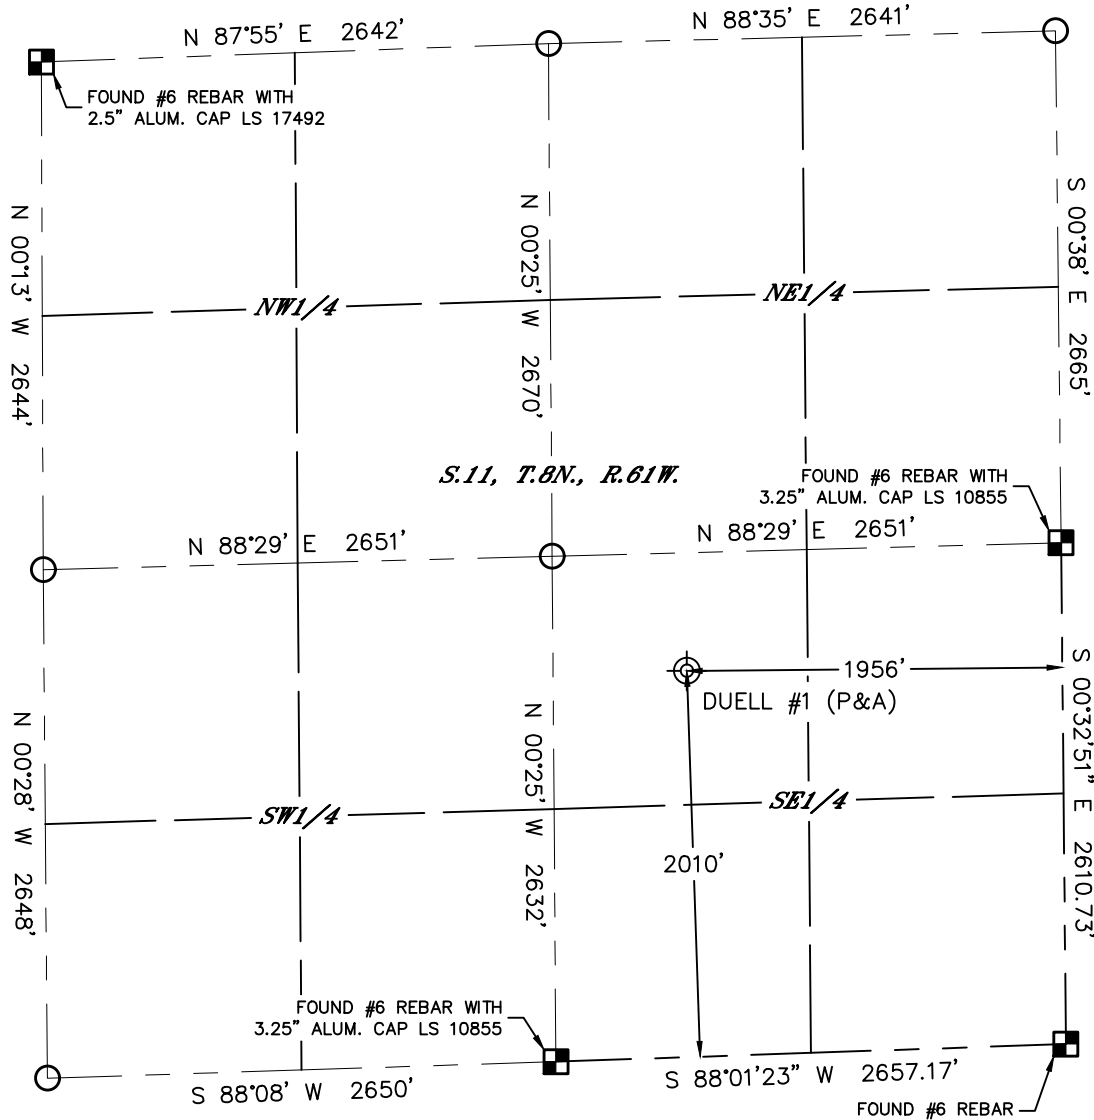 N 87°55' E 2642'
N 88°35' E 2641'
FOUND #6 REBAR WITH
2.5" ALUM. CAP LS 17492
N 00°13' W 2644'
N 00°25' W 2670'
S 00°38' E 2665'
NW1/4
NE1/4
S.11, T.8N., R.61W.
FOUND #6 REBAR WITH
3.25" ALUM. CAP LS 10855
N 88°29' E 2651'
N 88°29' E 2651'
1956'
DUELL #1 (P&A)
N 00°28' W 2648'
N 00°25' W 2632'
S 00°32'51" E 2610.73'
SW1/4
SE1/4
2010'
FOUND #6 REBAR WITH
3.25" ALUM. CAP LS 10855
S 88°08' W 2650'
S 88°01'23" W 2657.17'
FOUND #6 REBAR